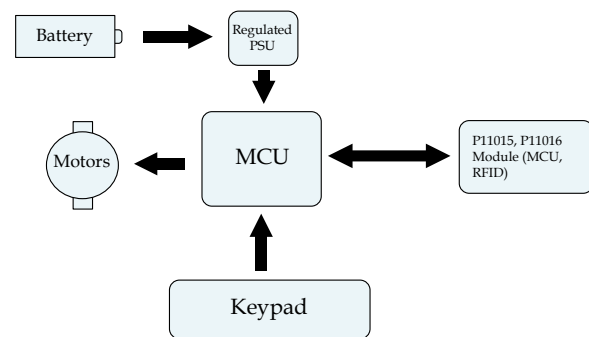 Battery
Regulated
PSU
Motors
MCU
P11015, P11016
Module (MCU,
RFID)
Keypad